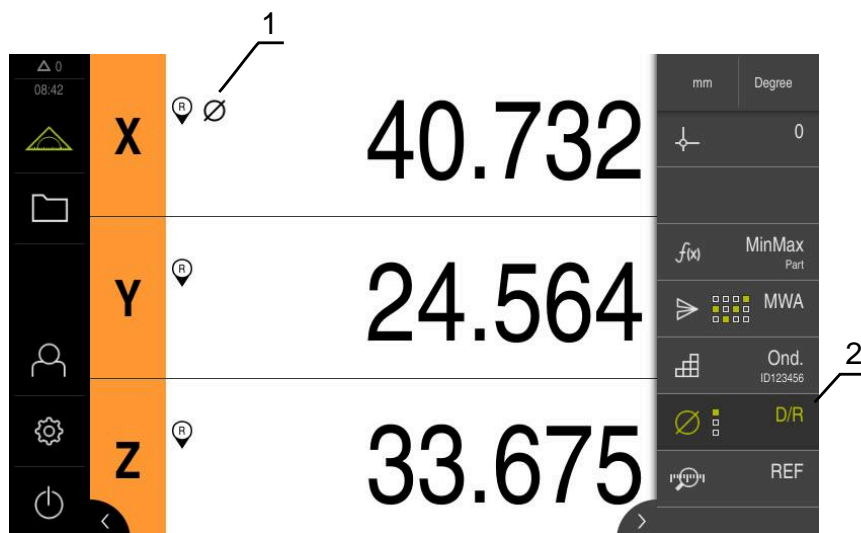 1
0
08:42
mm Degree
X
R
40.732
0
MinMax
Part
Y
R
24.564
MWA
Ond.
ID123456
2
D/R
Z
R
33.675
REF